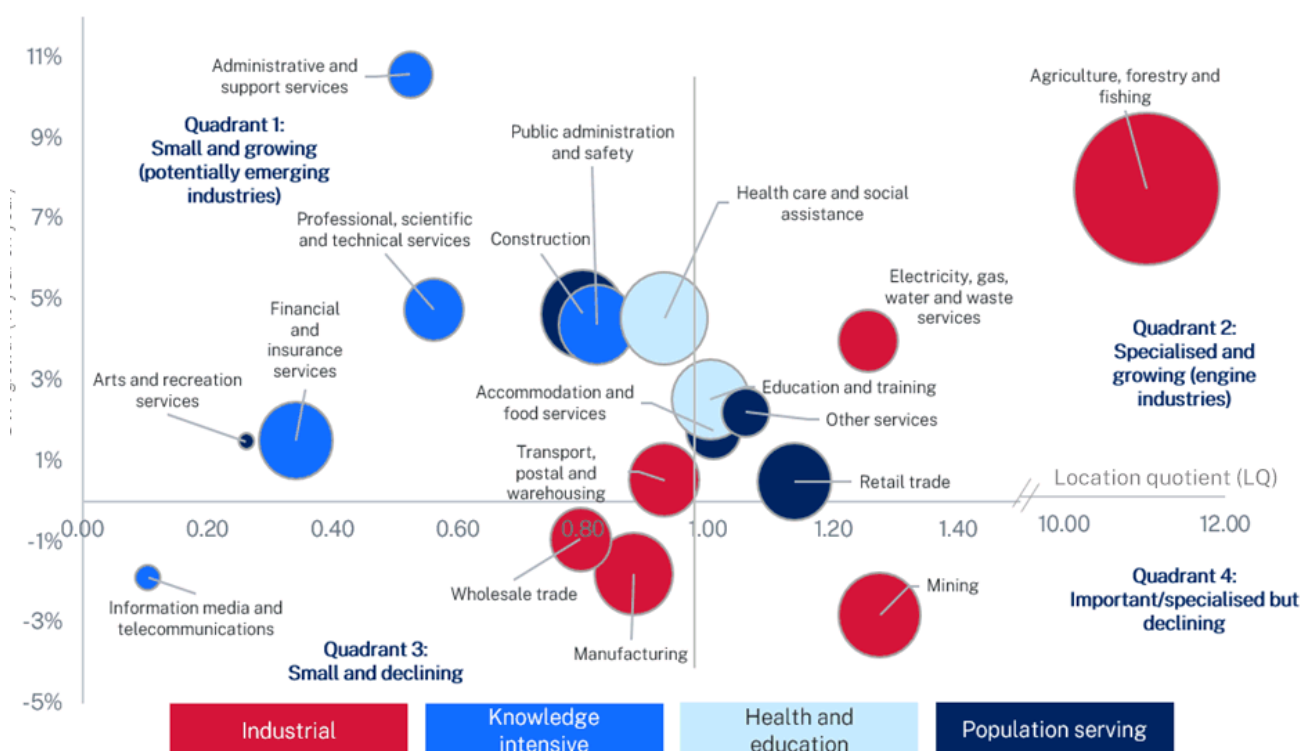 11%
9%
7%
5%
3%
1%
-1%
-3%
-5%
Administrative and
support services
Quadrant 1:
Small and growing
(potentially emerging
industries)
Public administration
and safety
Agriculture, forestry and
fishing
Professional, scientific
and technical services
Construction
Health care and social
assistance
Financial
and
insurance
services
Electricity, gas,
water and waste
services
Quadrant 2:
Specialised and
growing (engine
industries)
Arts and recreation
services
Accommodation and
food services
Education and training
Other services
Transport,
postal and
warehousing
Retail trade
Location quotient (LQ)
0.00
0.20
0.40
0.60
0.80
1.00
1.20
1.40
10.00
12.00
Wholesale trade
Information media and
telecommunications
Mining
Quadrant 4:
Important/specialised but
declining
Quadrant 3:
Small and declining
Manufacturing
Industrial
Knowledge
intensive
Health and
education
Population serving